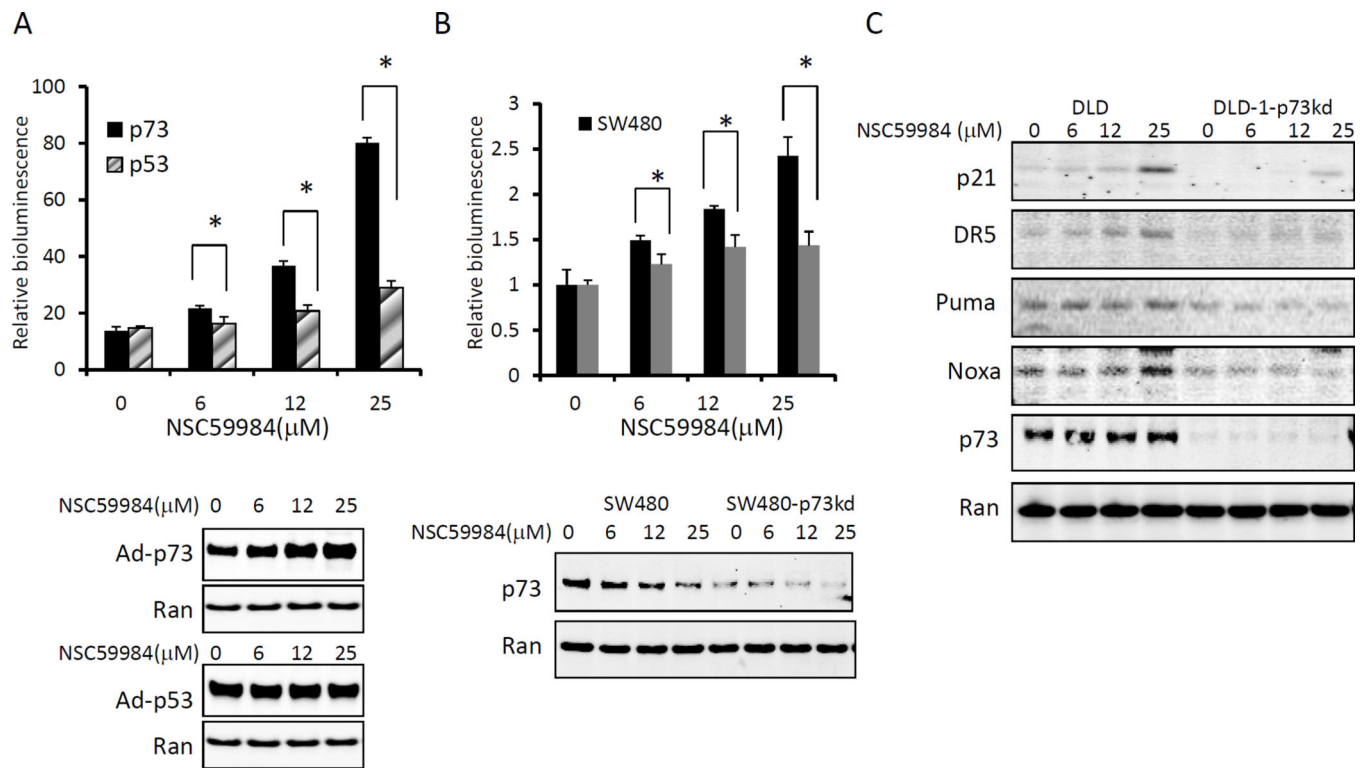 A
Relative bioluminescence
100
80
60
40
20
0
p73
p53
*
*
*
0 6 12 25
NSC59984(μM)
NSC59984(μM) 0 6 12 25
Ad-p73
Ran
NSC59984(μM) 0 6 12 25
Ad-p53
Ran
B
Relative bioluminescence
3
2.5
2
1.5
1
0.5
0
SW480
*
*
*
0 6 12 25
NSC59984(μM)
SW480 SW480-p73kd
NSC59984(μM) 0 6 12 25 0 6 12 25
p73
Ran
C
DLD DLD-1-p73kd
NSC59984 (μM) 0 6 12 25 0 6 12 25
p21
DR5
Puma
Noxa
p73
Ran